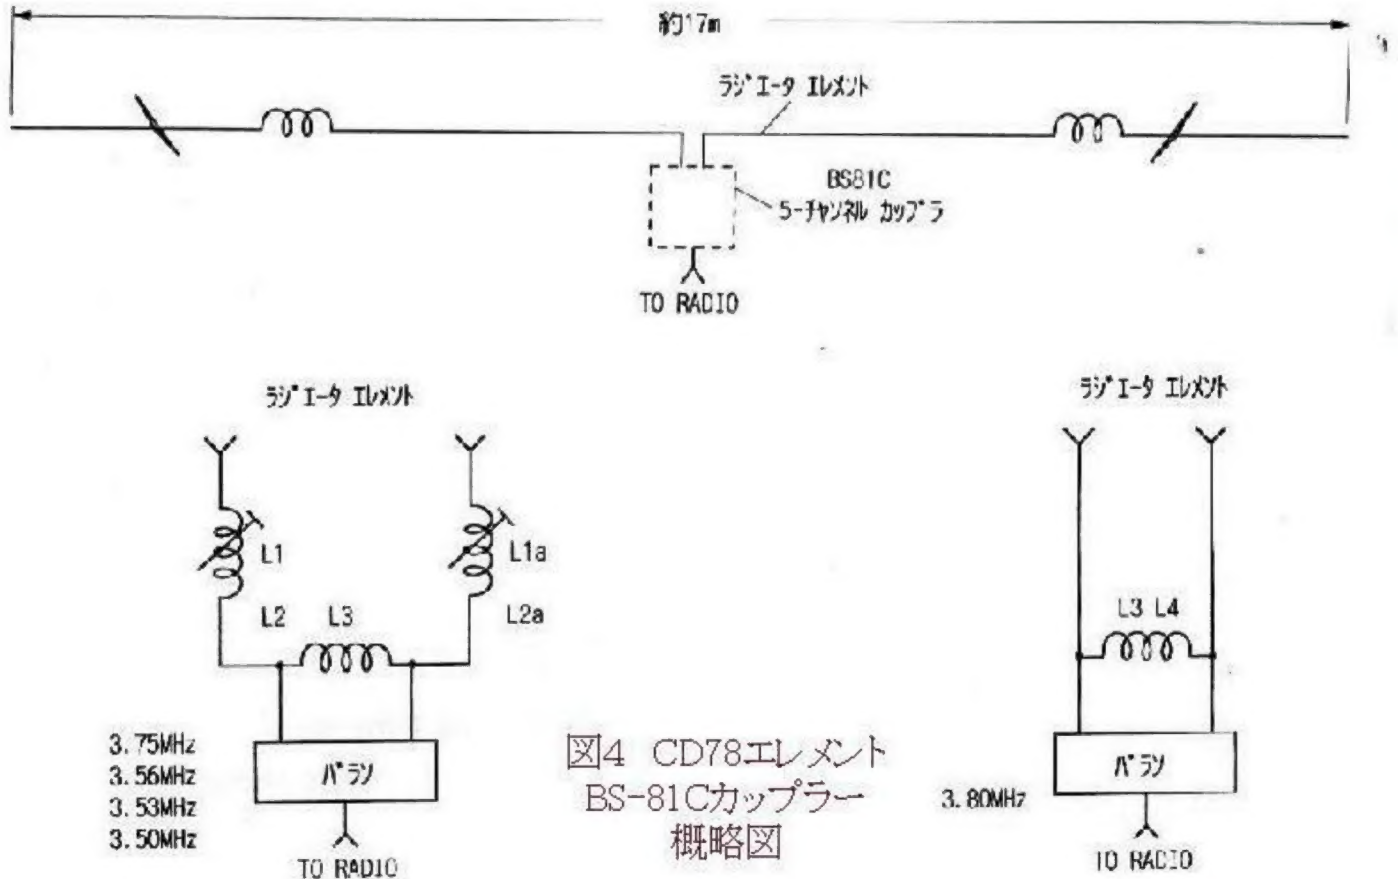 約17m
ラジエータ エレメント
BS81C
5-チャンネル カップラ
TO RADIO
ラジエータ エレメント
ラジエータ エレメント
L1
L1a
L2
L3
L2a
L3 L4
3.75MHz
3.56MHz
3.53MHz
3.50MHz
バラン
TO RADIO
図4 CD78エレメント
BS-81Cカップラー
概略図
3.80MHz
バラン
TO RADIO